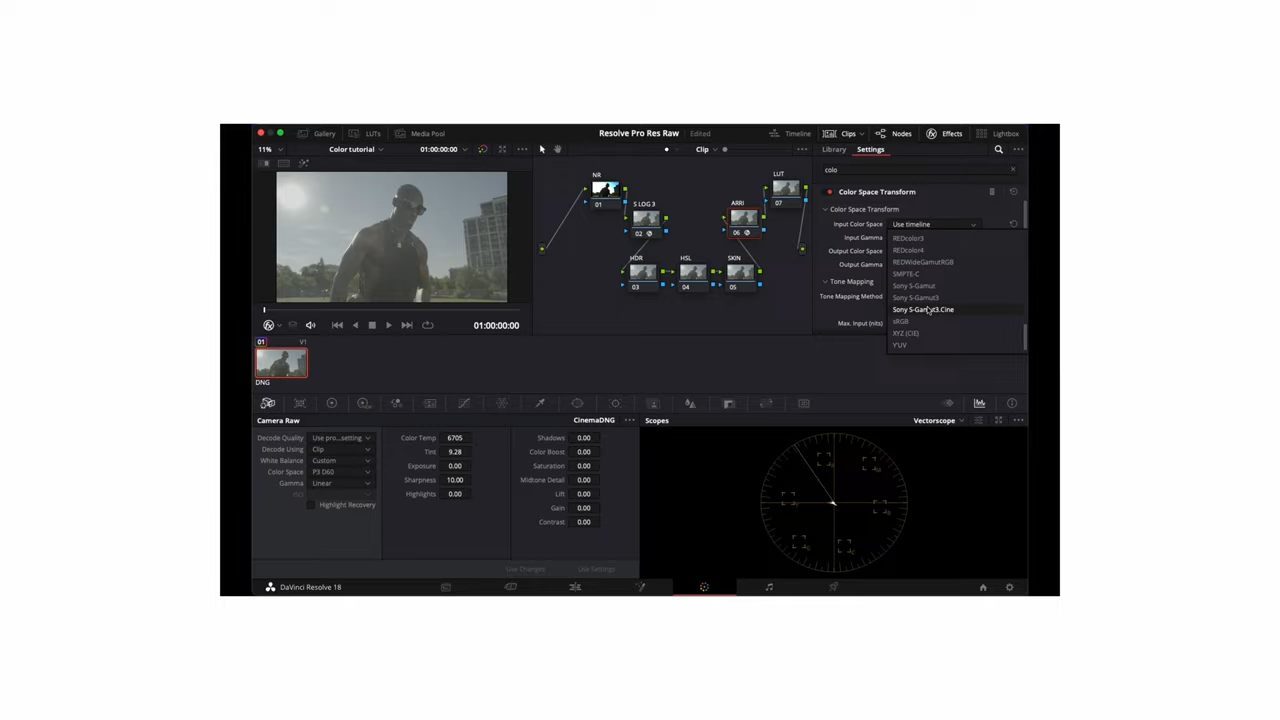 Gallery LUTs Media Pool Resolve Pro Res Raw Edited Timeline Clips Nodes Effects Lightbox
11% Color tutorial 01:00:00:00 Clip Library Settings
colo
NR
01
S LOG 3
02
HDR
03
HSL
04
SKIN
05
ARRI
06
LUT
07
Color Space Transform
Color Space Transform
Input Color Space Use timeline
Input Gamma
Output Color Space
Output Gamma
Tone Mapping
Tone Mapping Method
Max. Input (nits)
REDcolor3
REDcolor4
REDWideGamutRGB
SMPTE-C
Sony S-Gamut
Sony S-Gamut3
Sony S-Gamut3.Cine
sRGB
XYZ (CIE)
Y'UV
01:00:00:00
01 V1
DNG
Camera Raw CinemaDNG
Decode Quality Use pro...setting
Decode Using Clip
White Balance Custom
Color Space P3 D60
Gamma Linear
Highlight Recovery
Color Temp 6705
Tint 9.28
Exposure 0.00
Sharpness 10.00
Highlights 0.00
Shadows 0.00
Color Boost 0.00
Saturation 0.00
Midtone Detail 0.00
Lift 0.00
Gain 0.00
Contrast 0.00
Use Changes Use Settings
Scopes Vectorscope
DaVinci Resolve 18